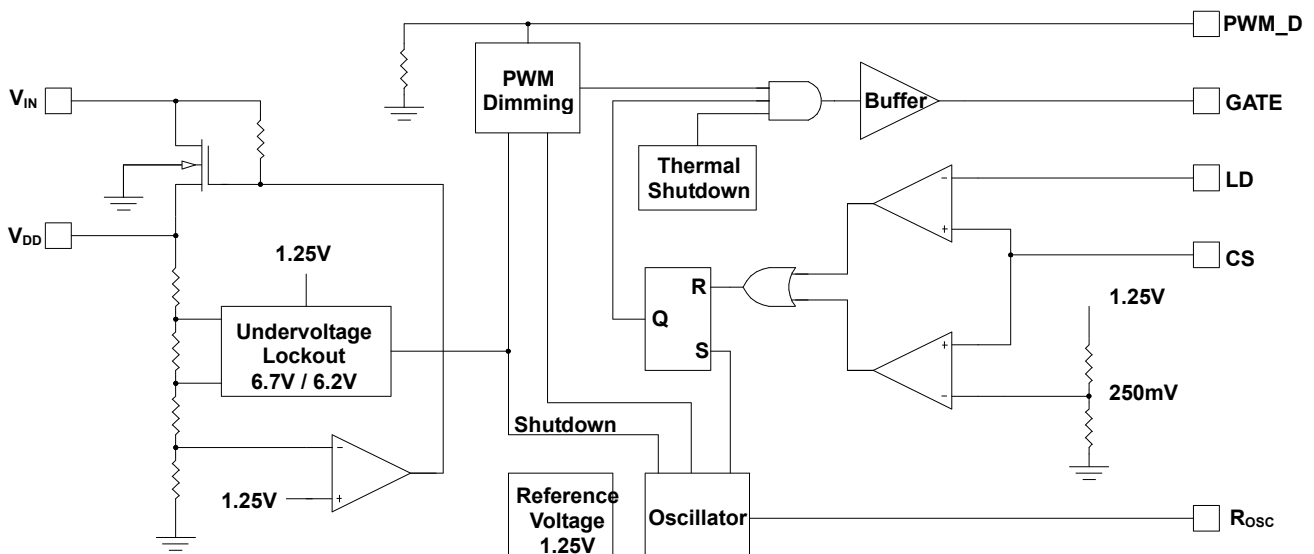 PWM_D
PWM
Dimming
VIN
Buffer
GATE
Thermal
Shutdown
LD
VDD
1.25V
CS
R
1.25V
Undervoltage
Lockout
6.7V / 6.2V
Q
S
250mV
Shutdown
1.25V
Reference
Voltage
1.25V
Oscillator
ROSC
-
+
+
-
-
+